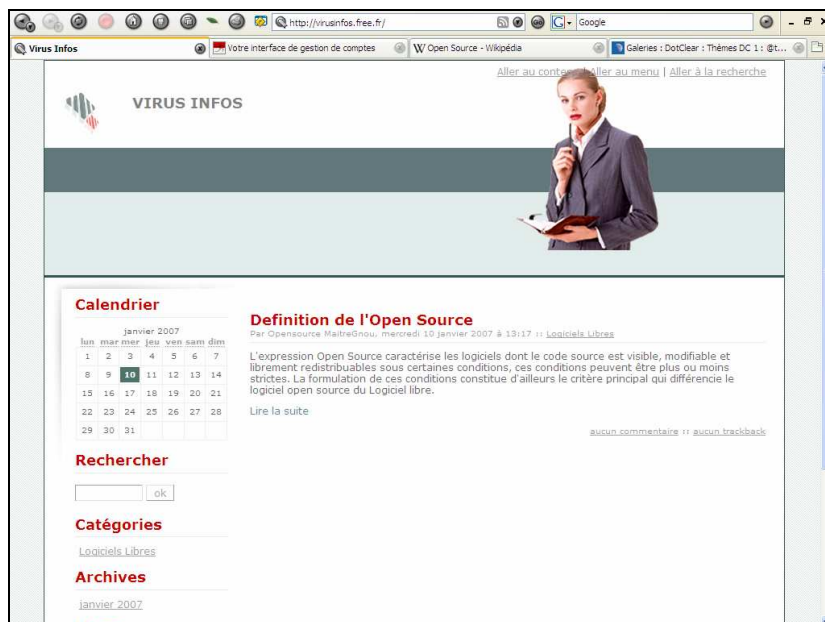 http://virusinfos.free.fr/
Google
Virus Infos
Votre interface de gestion de comptes
Open Source - Wikipédia
Galeries : DotClear : Thèmes DC 1 : @t...
Aller au contenu | Aller au menu | Aller à la recherche
VIRUS INFOS
Calendrier
janvier 2007
lun mar mer jeu ven sam dim
1 2 3 4 5 6 7
8 9 10 11 12 13 14
15 16 17 18 19 20 21
22 23 24 25 26 27 28
29 30 31
Rechercher
ok
Catégories
Logiciels Libres
Archives
janvier 2007
Definition de l'Open Source
Par Opensource MaitreGnou, mercredi 10 janvier 2007 à 13:17 :: Logiciels Libres
L'expression Open Source caractérise les logiciels dont le code source est visible, modifiable et
librement redistribuables sous certaines conditions, ces conditions peuvent être plus ou moins
strictes. La formulation de ces conditions constitue d'ailleurs le critère principal qui différencie le
logiciel open source du Logiciel libre.
Lire la suite
aucun commentaire :: aucun trackback